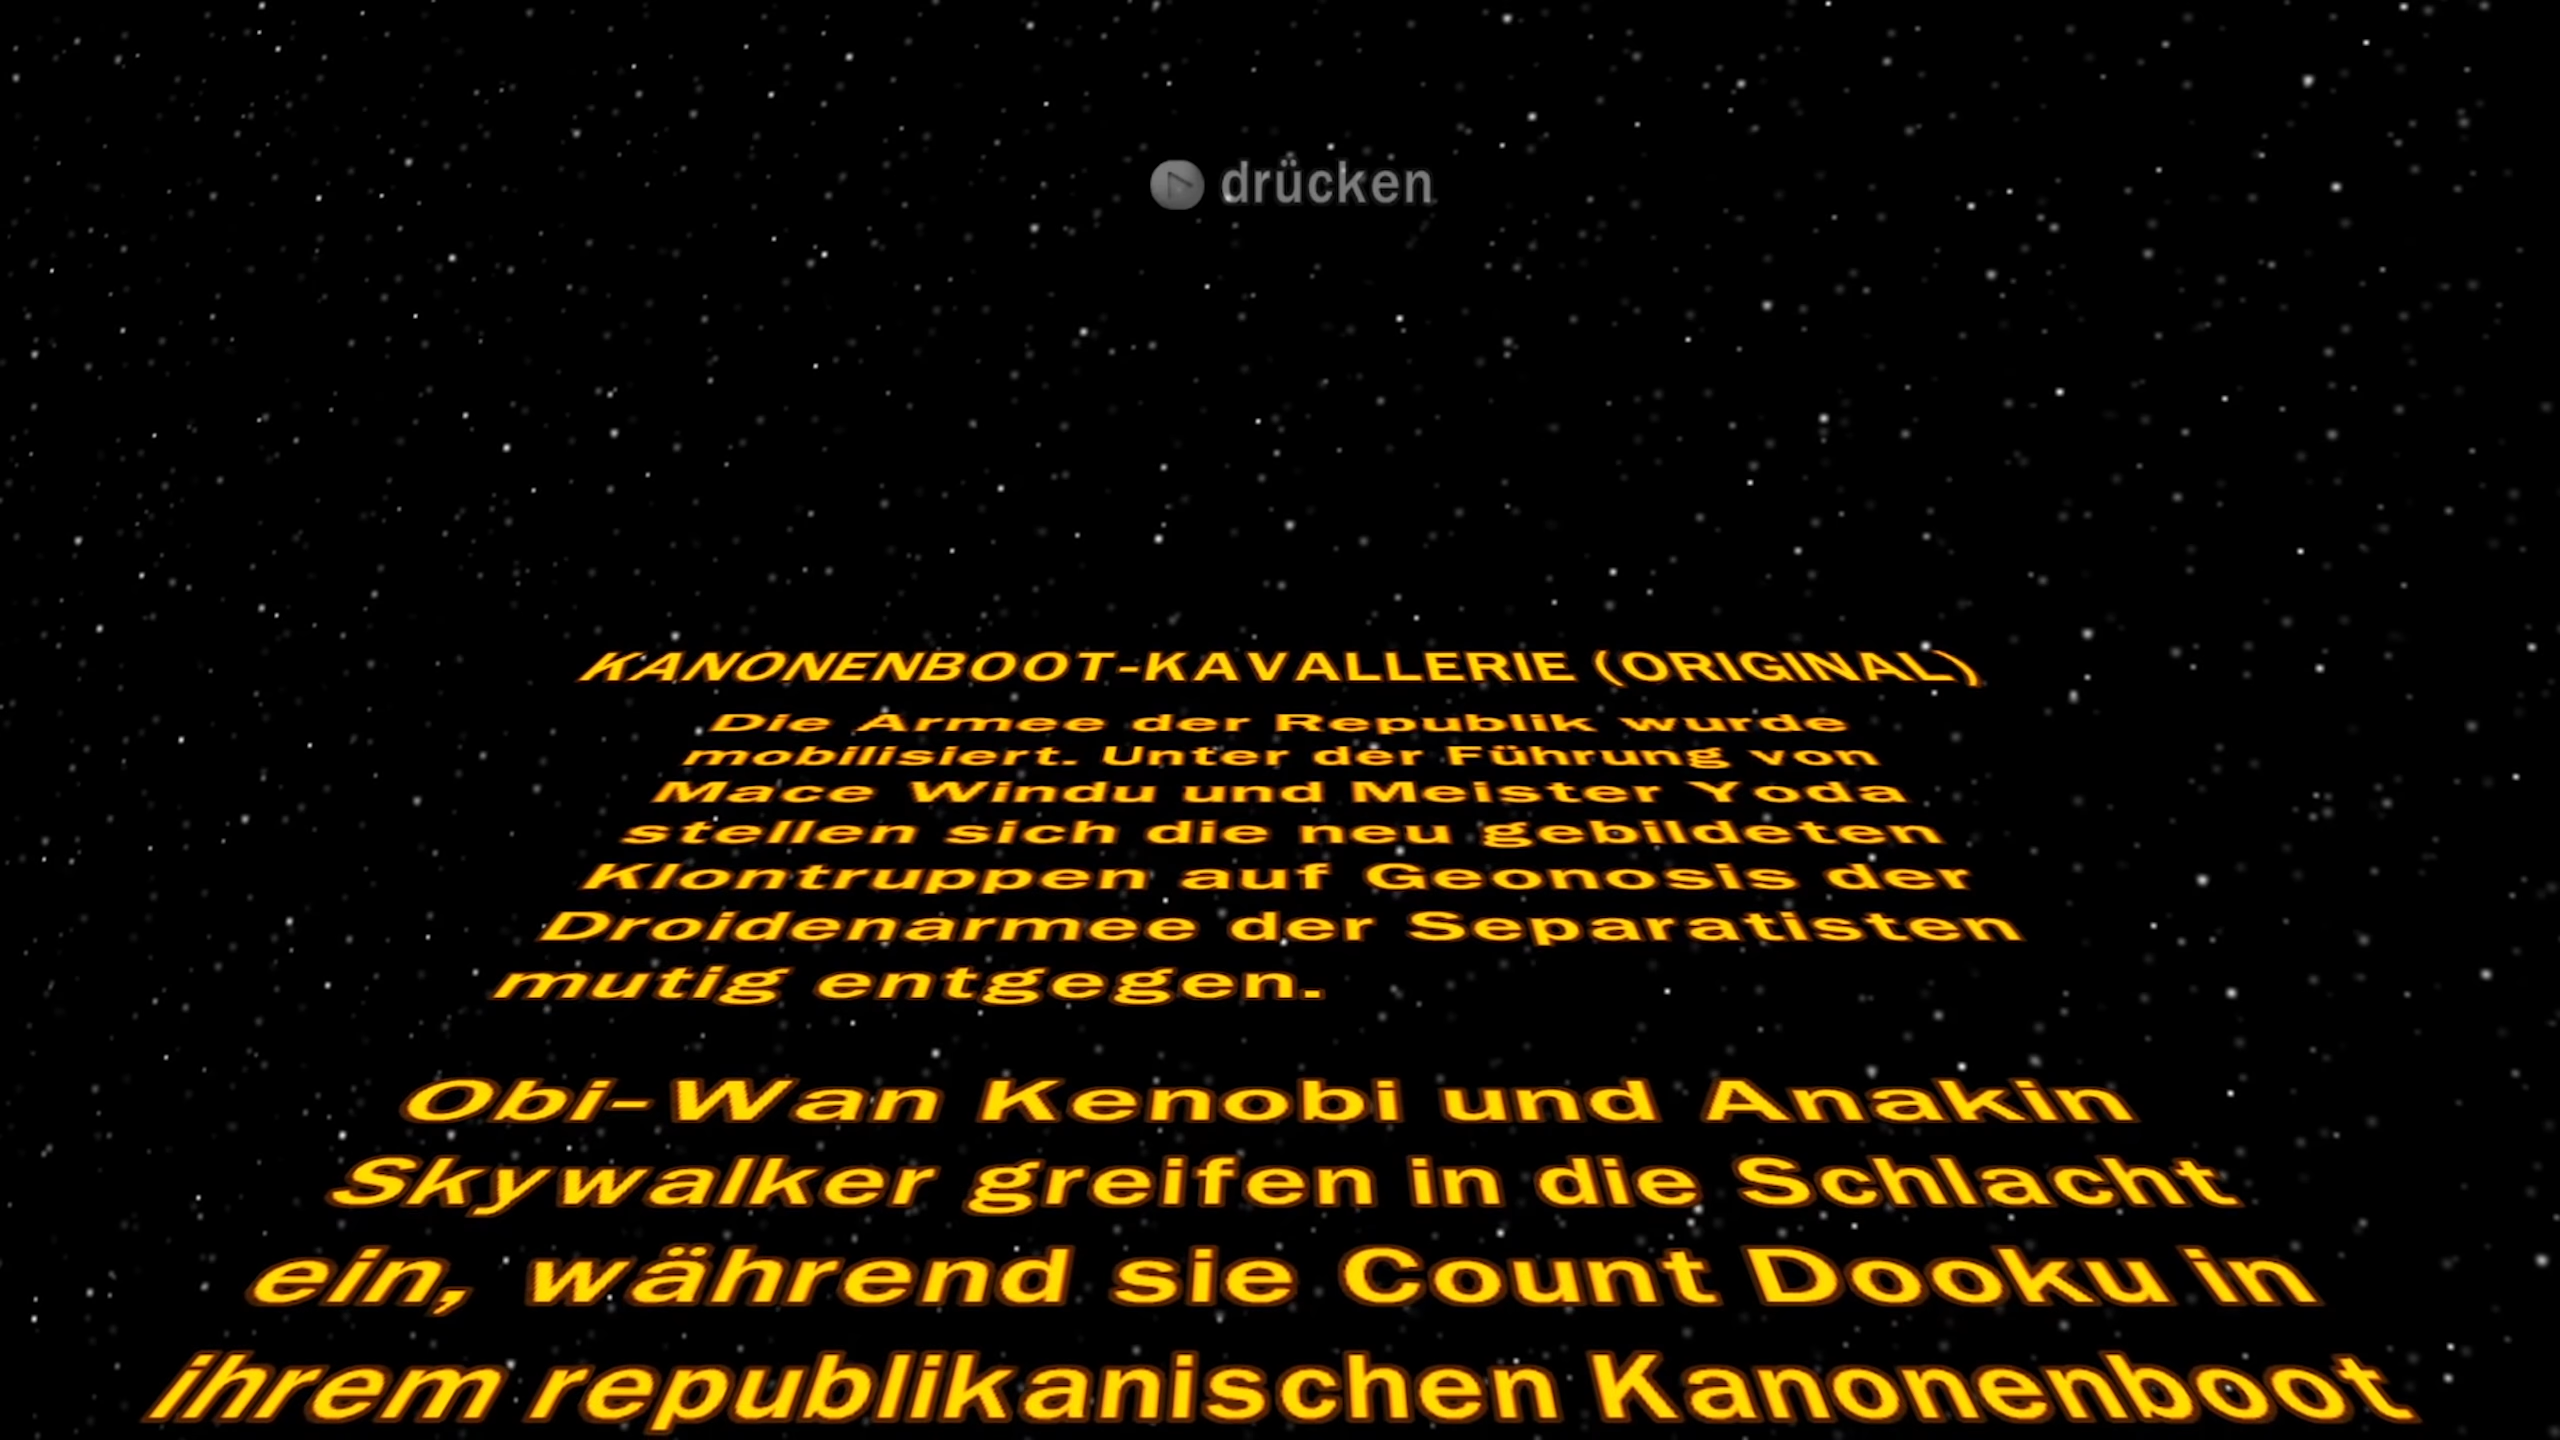 drücken
KANONENBOOT-KAVALLERIE (ORIGINAL)
Die Armee der Republik wurde
mobilisiert. Unter der Führung von
Mace Windu und Meister Yoda
stellen sich die neu gebildeten
Klontruppen auf Geonosis der
Droidenarmee der Separatisten
mutig entgegen.
Obi-Wan Kenobi und Anakin
Skywalker greifen in die Schlacht
ein, während sie Count Dooku in
ihrem republikanischen Kanonenboot